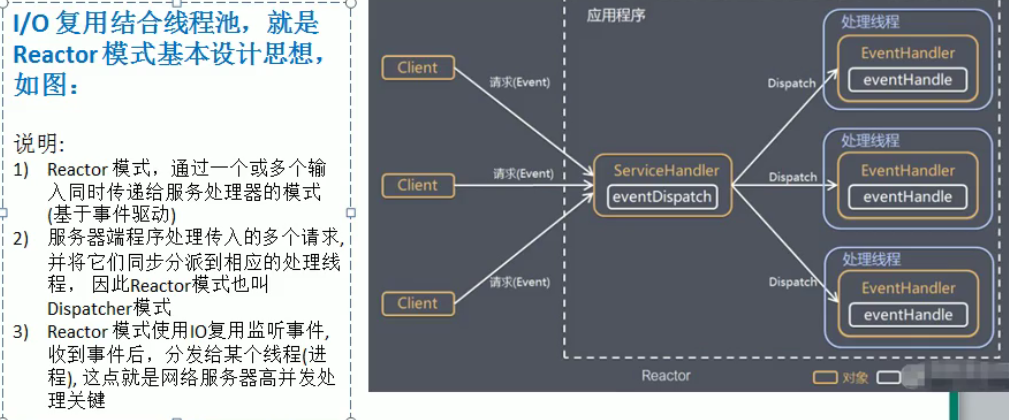 I/O 复用结合线程池，就是
Reactor 模式基本设计思想，
如图：
说明:
1) Reactor 模式，通过一个或多个输
入同时传递给服务处理器的模式
(基于事件驱动)
2) 服务器端程序处理传入的多个请求,
并将它们同步分派到相应的处理线
程， 因此Reactor模式也叫
Dispatcher模式
3) Reactor 模式使用IO复用监听事件,
收到事件后，分发给某个线程(进
程), 这点就是网络服务器高并发处
理关键
应用程序
Client
请求(Event)
Client
请求(Event)
Client
请求(Event)
ServiceHandler
eventDispatch
Dispatch
Dispatch
Dispatch
处理线程
EventHandler
eventHandle
处理线程
EventHandler
eventHandle
处理线程
EventHandler
eventHandle
Reactor
对象